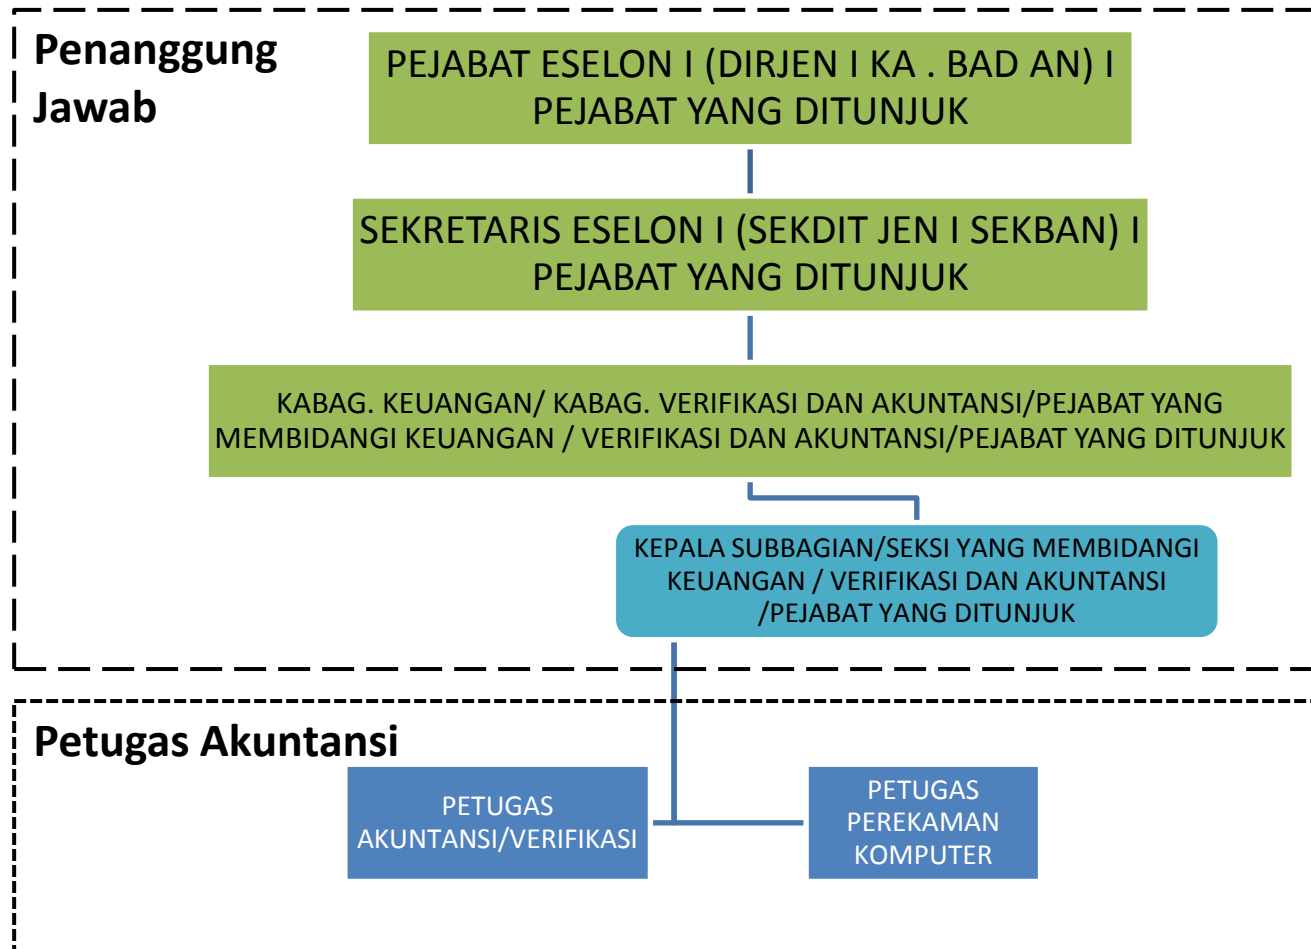 Penanggung
Jawab
PEJABAT ESELON I (DIRJEN I KA . BAD AN) I
PEJABAT YANG DITUNJUK
SEKRETARIS ESELON I (SEKDIT JEN I SEKBAN) I
PEJABAT YANG DITUNJUK
KABAG. KEUANGAN/ KABAG. VERIFIKASI DAN AKUNTANSI/PEJABAT YANG
MEMBIDANGI KEUANGAN / VERIFIKASI DAN AKUNTANSI/PEJABAT YANG DITUNJUK
KEPALA SUBBAGIAN/SEKSI YANG MEMBIDANGI
KEUANGAN / VERIFIKASI DAN AKUNTANSI
/PEJABAT YANG DITUNJUK
Petugas Akuntansi
PETUGAS
AKUNTANSI/VERIFIKASI
PETUGAS
PEREKAMAN
KOMPUTER